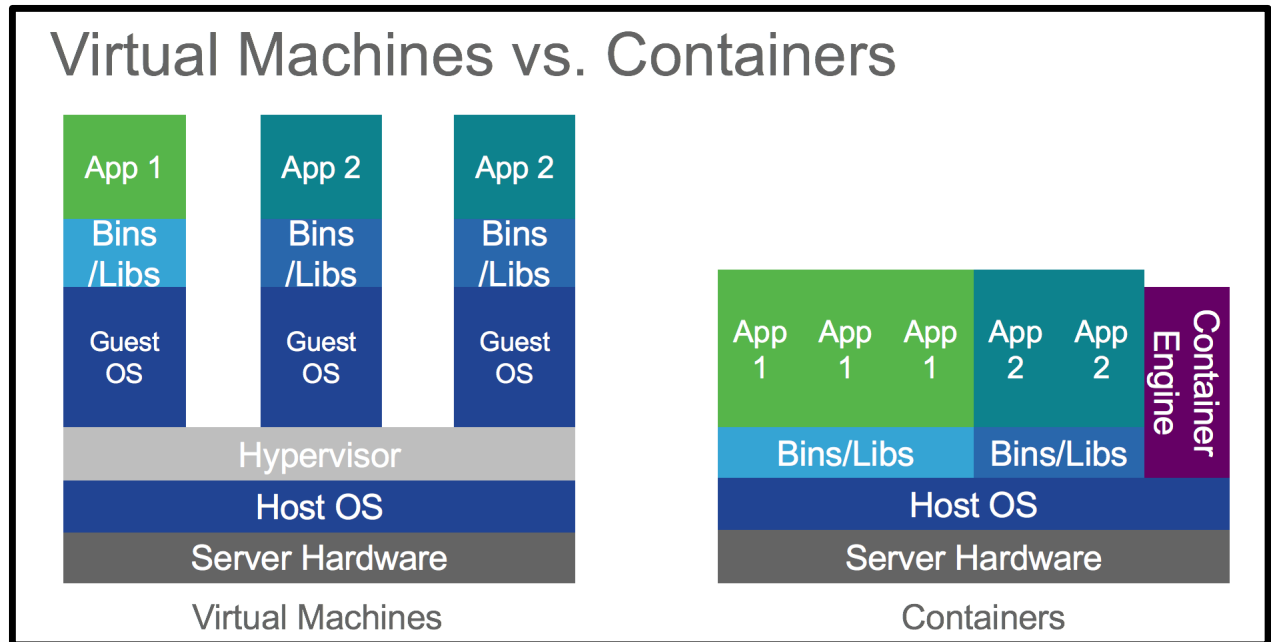 Virtual Machines vs. Containers
App 1
Bins
/Libs
Guest
OS
App 2
Bins
/Libs
Guest
OS
App 2
Bins
/Libs
Guest
OS
Hypervisor
Host OS
Server Hardware
Virtual Machines
App
1
App
1
App
1
App
2
App
2
Container
Engine
Bins/Libs
Bins/Libs
Host OS
Server Hardware
Containers